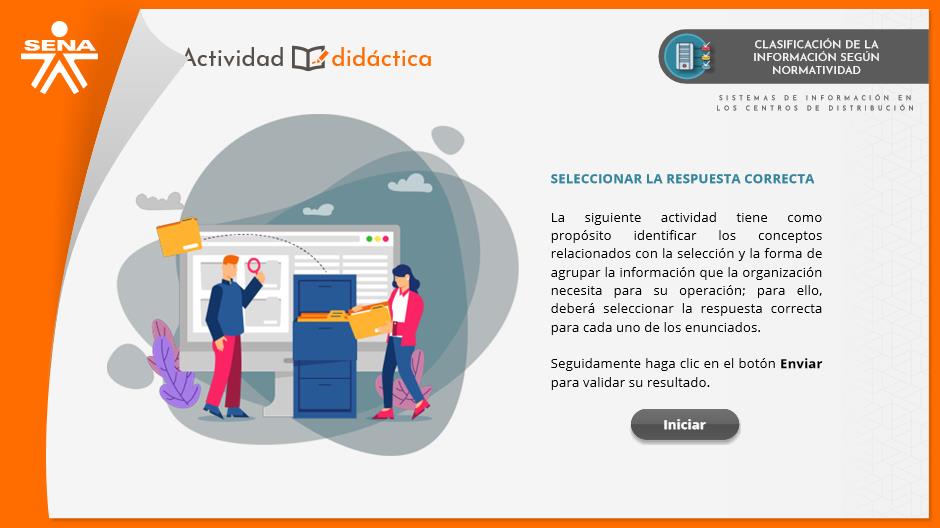 SENA
Actividad didáctica
CLASIFICACIÓN DE LA
INFORMACIÓN SEGÚN
NORMATIVIDAD
SISTEMAS DE INFORMACIÓN EN
LOS CENTROS DE DISTRIBUCIÓN
SELECCIONAR LA RESPUESTA CORRECTA
La siguiente actividad tiene como
propósito identificar los conceptos
relacionados con la selección y la forma de
agrupar la información que la organización
necesita para su operación; para ello,
deberá seleccionar la respuesta correcta
para cada uno de los enunciados.
Seguidamente haga clic en el botón Enviar
para validar su resultado.
Iniciar